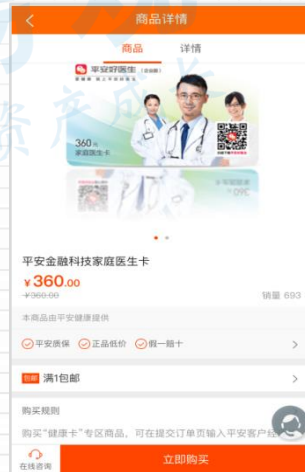 商品详情
商品 详情
平安好医生
360元
家庭医生卡
平安金融科技家庭医生卡
¥360.00
¥360.00 销量 693
本商品由平安健康提供
平安质保 正品低价 假一赔十
包邮 满1包邮
购买规则
购买“健康卡”专区商品，可在提交订单页输入平安客户经
在线咨询 立即购买